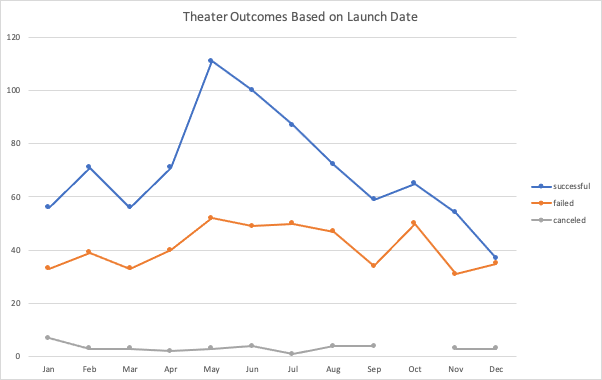 Theater Outcomes Based on Launch Date
120
100
80
60
40
20
0
Jan Feb Mar Apr May Jun Jul Aug Sep Oct Nov Dec
successful
failed
canceled